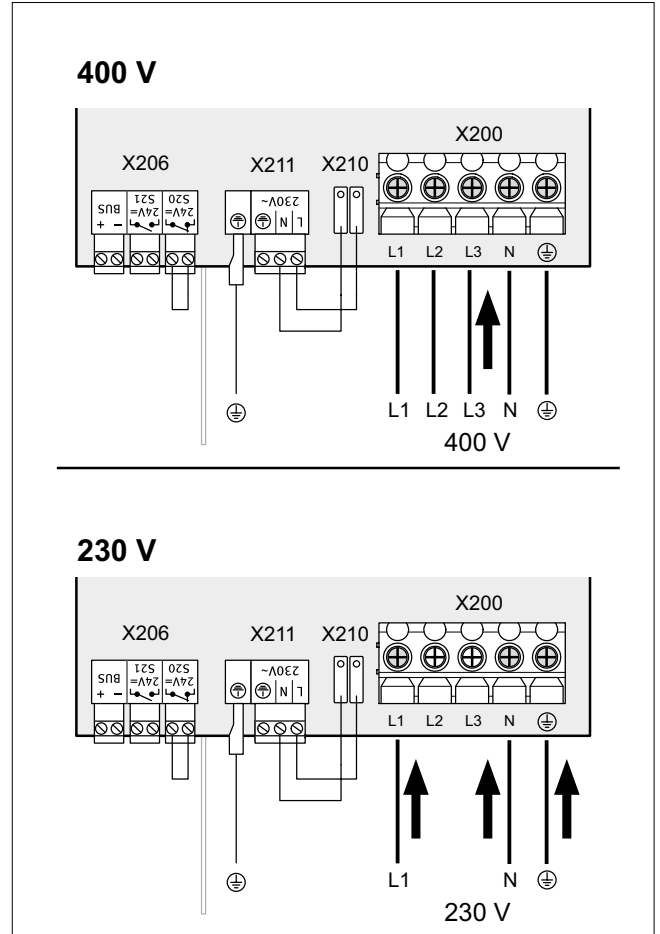 400 V
X200
X206 X211 X210
BUS S21 S20
+ − 24V= 24V= 230V~
N L
L1 L2 L3 N
L1 L2 L3 N
400 V
230 V
X200
X206 X211 X210
BUS S21 S20
+ − 24V= 24V= 230V~
N L
L1 L2 L3 N
L1 N
230 V